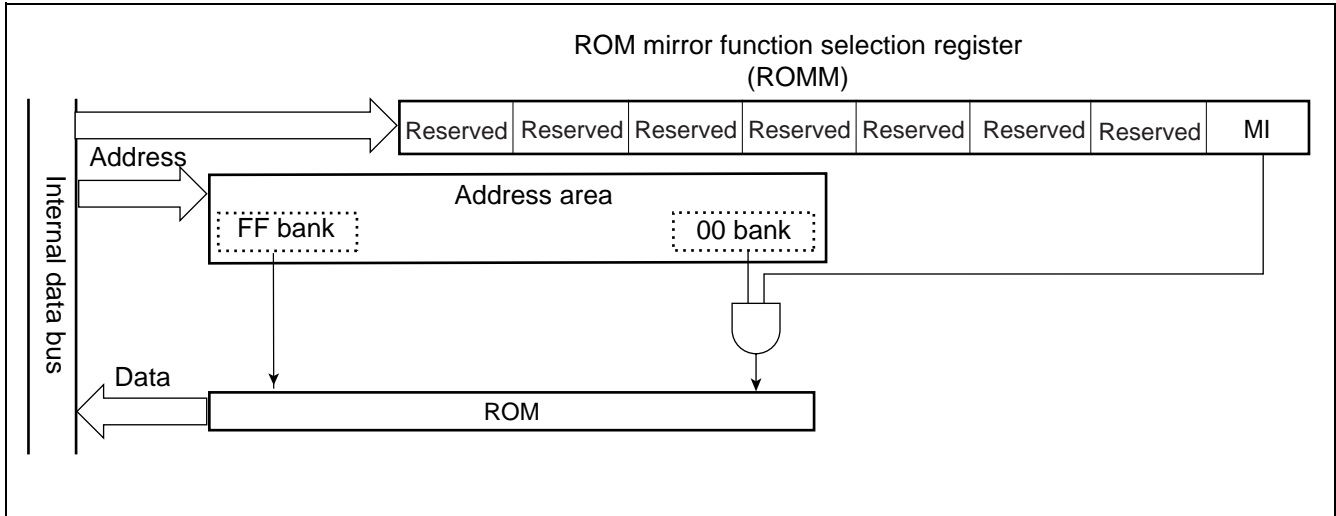 ROM mirror function selection register
(ROMM)
Reserved Reserved Reserved Reserved Reserved Reserved Reserved MI
Address
Address area
FF bank 00 bank
Internal data bus
Data
ROM